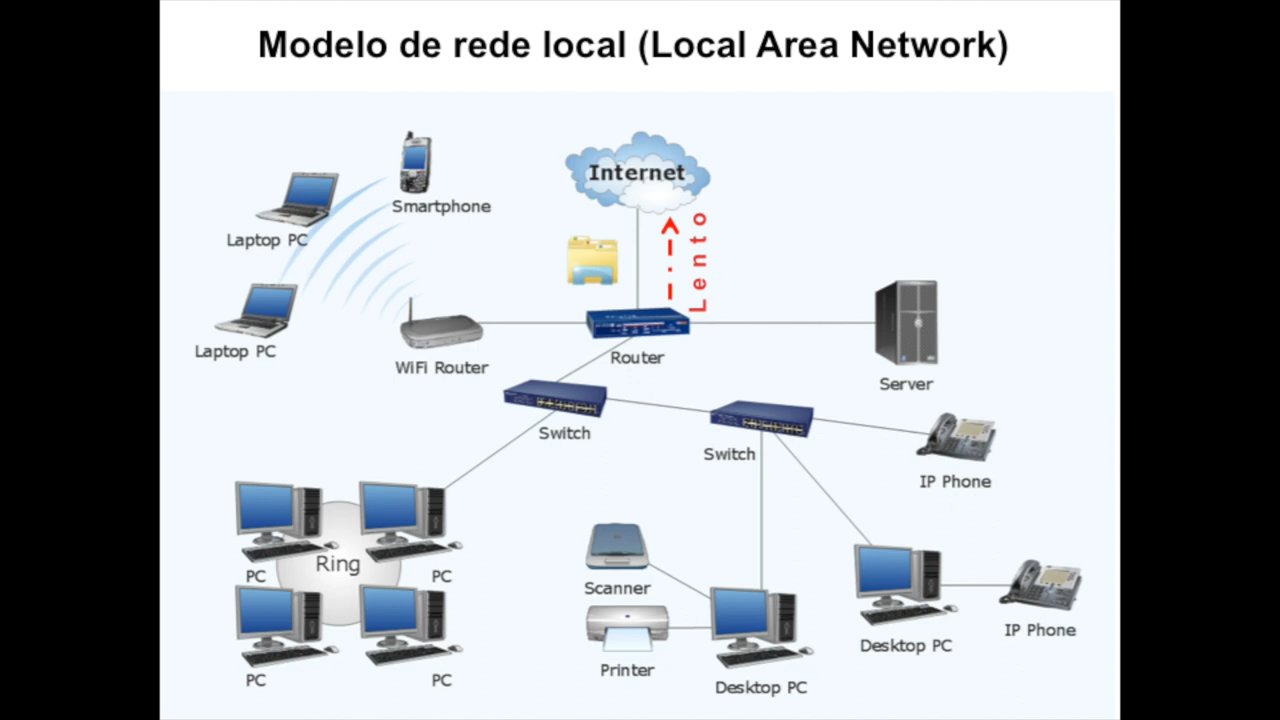 Modelo de rede local (Local Area Network)
Internet
Smartphone
Laptop PC
Lento
Laptop PC
WiFi Router
Router
Server
Switch
Switch
IP Phone
Ring
PC
PC
Scanner
IP Phone
Desktop PC
Printer
PC
PC
Desktop PC